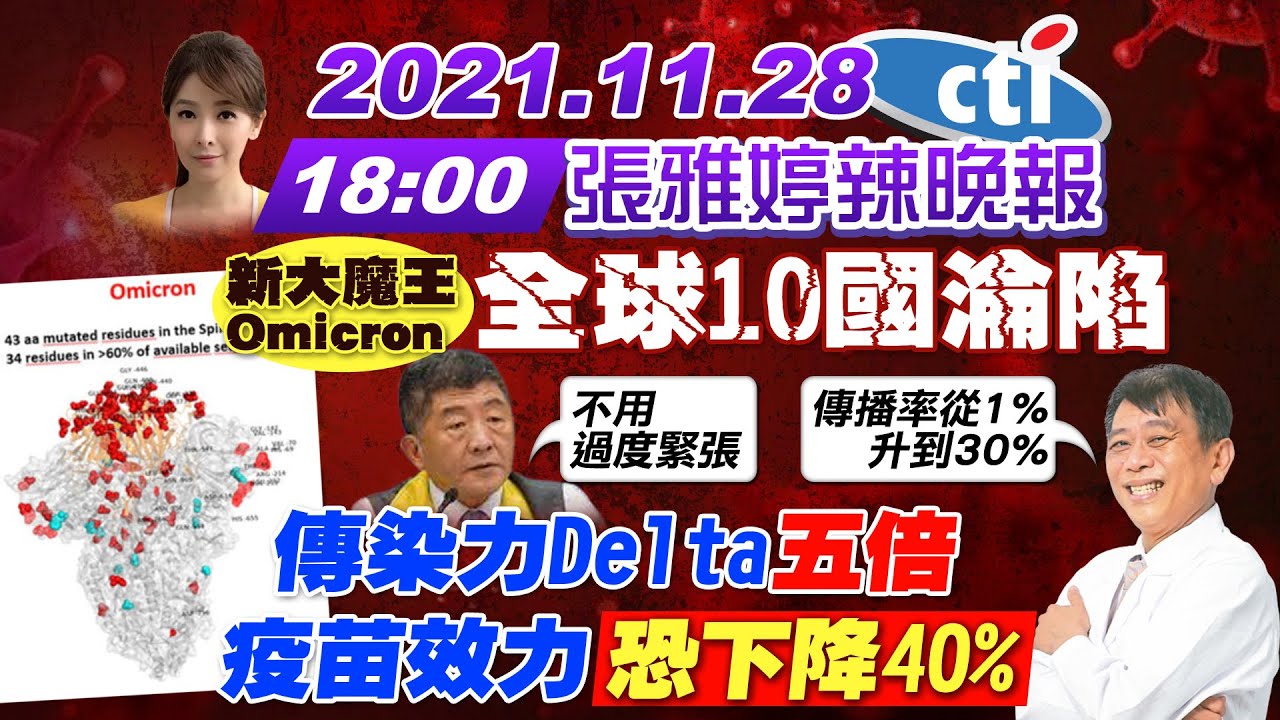 2021.11.28
cti
18:00
張雅婷辣晚報
新大魔王
Omicron
全球10國淪陷
Omicron
43 aa mutated residues in the Spi
34 residues in >60% of available se
GLY -446
不用
過度緊張
傳播率從1%
升到30%
傳染力Delta五倍
疫苗效力恐下降40%